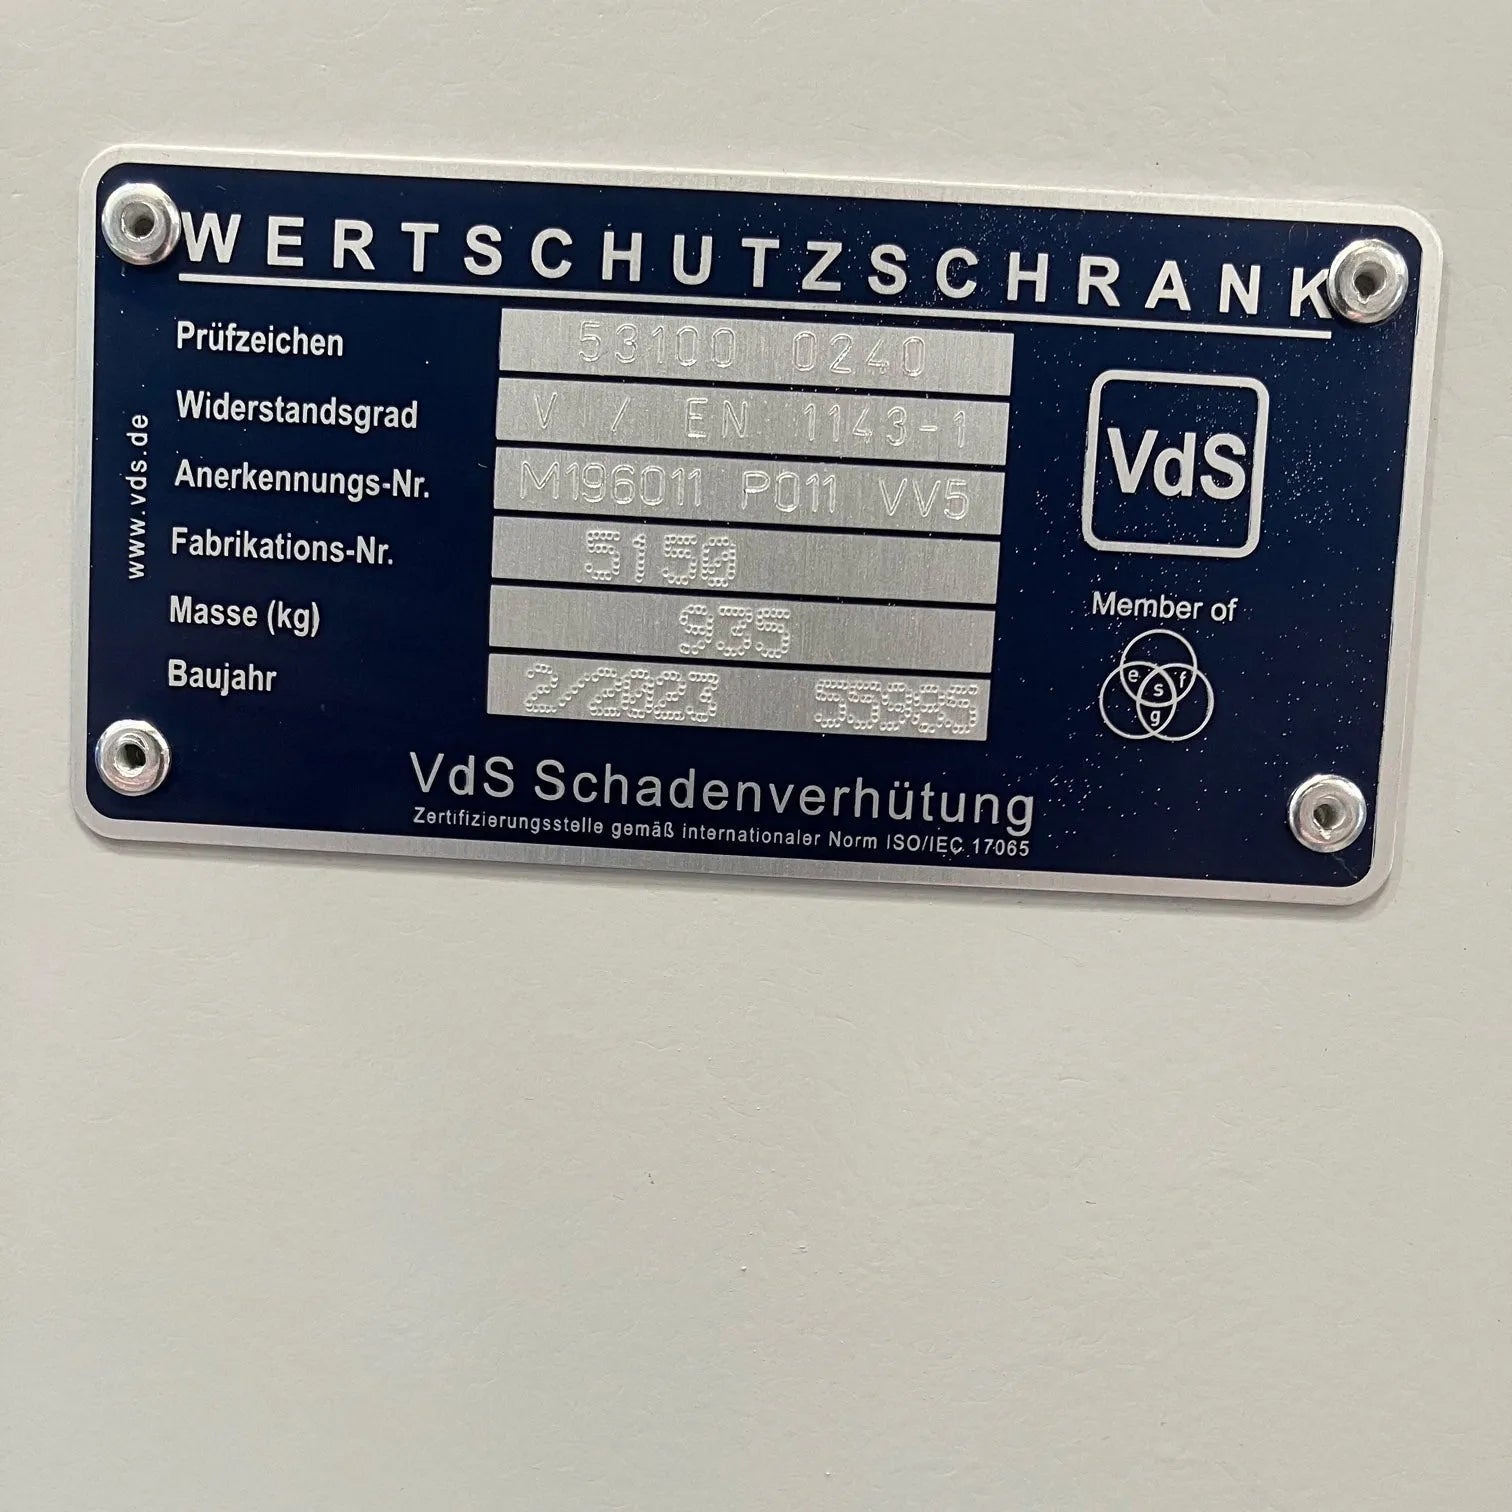 WERTSCHUTZSCHRANK
Prüfzeichen 53100 0240
Widerstandsgrad V / EN 1143-1
Anerkennungs-Nr. M196011 P011 VV5
Fabrikations-Nr. 5150
Masse (kg) 935
Baujahr 2/2023 55985
www.vds.de
VdS
Member of
e s f g
VdS Schadenverhütung
Zertifizierungsstelle gemäß internationaler Norm ISO/IEC 17065